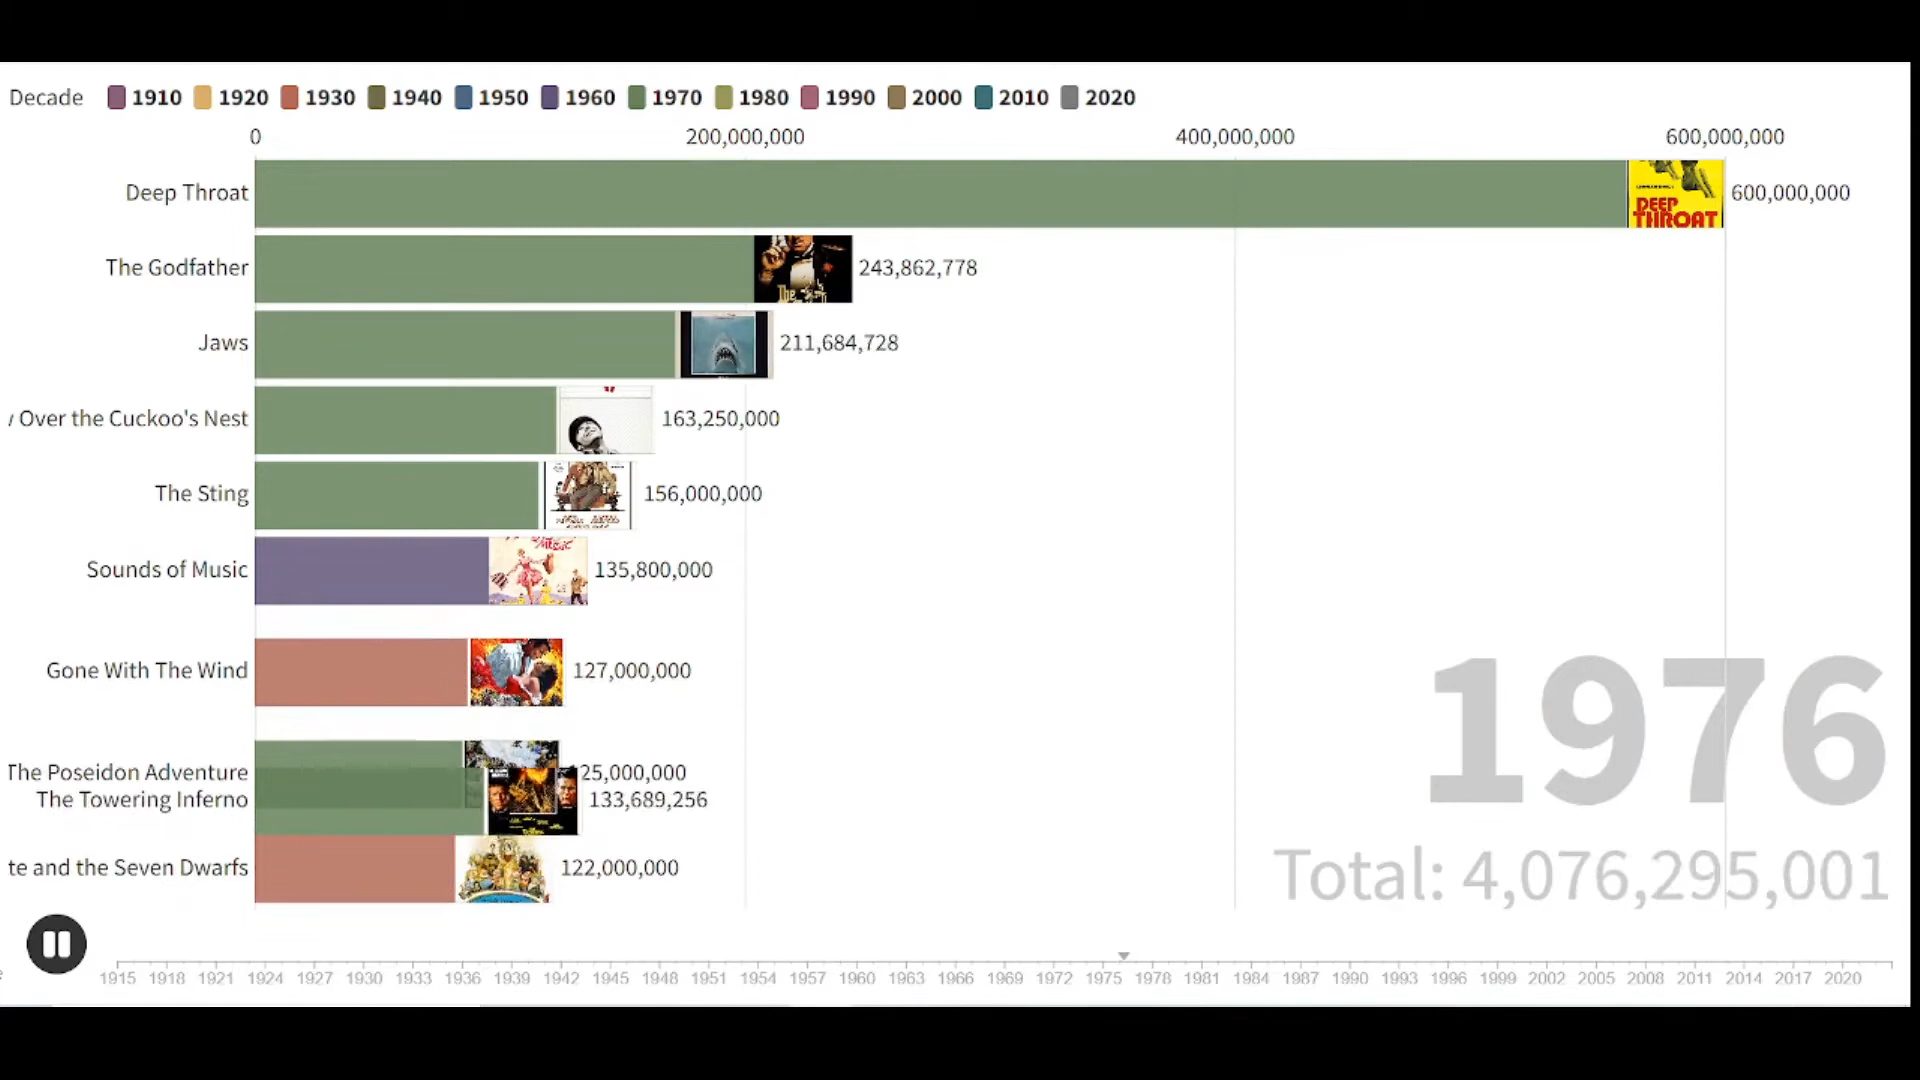 Decade 1910 1920 1930 1940 1950 1960 1970 1980 1990 2000 2010 2020
0 200,000,000 400,000,000 600,000,000
Deep Throat DEEP THROAT 600,000,000
The Godfather The 243,862,778
Jaws 211,684,728
Over the Cuckoo's Nest 163,250,000
The Sting 156,000,000
Sounds of Music 135,800,000
Gone With The Wind 127,000,000
The Poseidon Adventure 25,000,000
The Towering Inferno 133,689,256
te and the Seven Dwarfs 122,000,000
1976
Total: 4,076,295,001
1915 1918 1921 1924 1927 1930 1933 1936 1939 1942 1945 1948 1951 1954 1957 1960 1963 1966 1969 1972 1975 1978 1981 1984 1987 1990 1993 1996 1999 2002 2005 2008 2011 2014 2017 2020